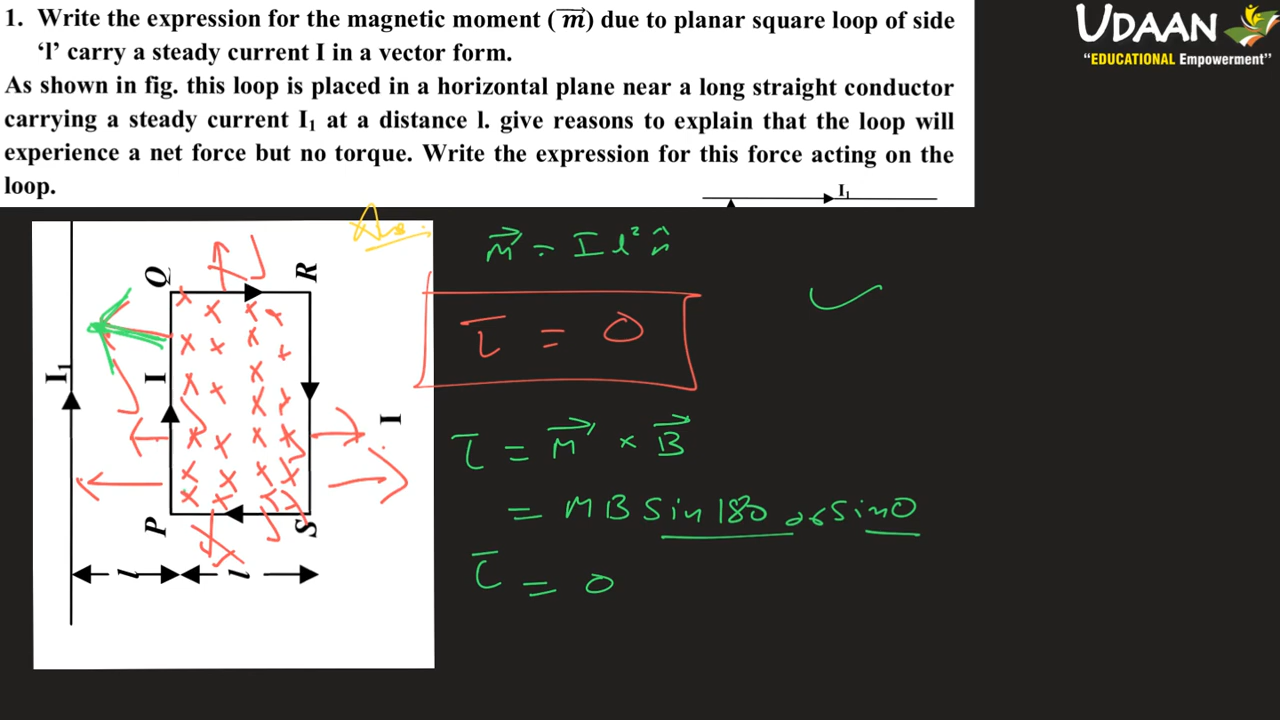 1. Write the expression for the magnetic moment (m⃗) due to planar square loop of side
'l' carry a steady current I in a vector form.
As shown in fig. this loop is placed in a horizontal plane near a long straight conductor
carrying a steady current I₁ at a distance l. give reasons to explain that the loop will
experience a net force but no torque. Write the expression for this force acting on the
loop.
I₁
UDAAN
"EDUCATIONAL Empowerment"
Ans.
Q
R
I₁
I
I
P
S
l
l
M⃗ = I l² n̂
τ = 0
τ = M⃗ × B⃗
= MB Sin 180 or Sin 0
τ = 0